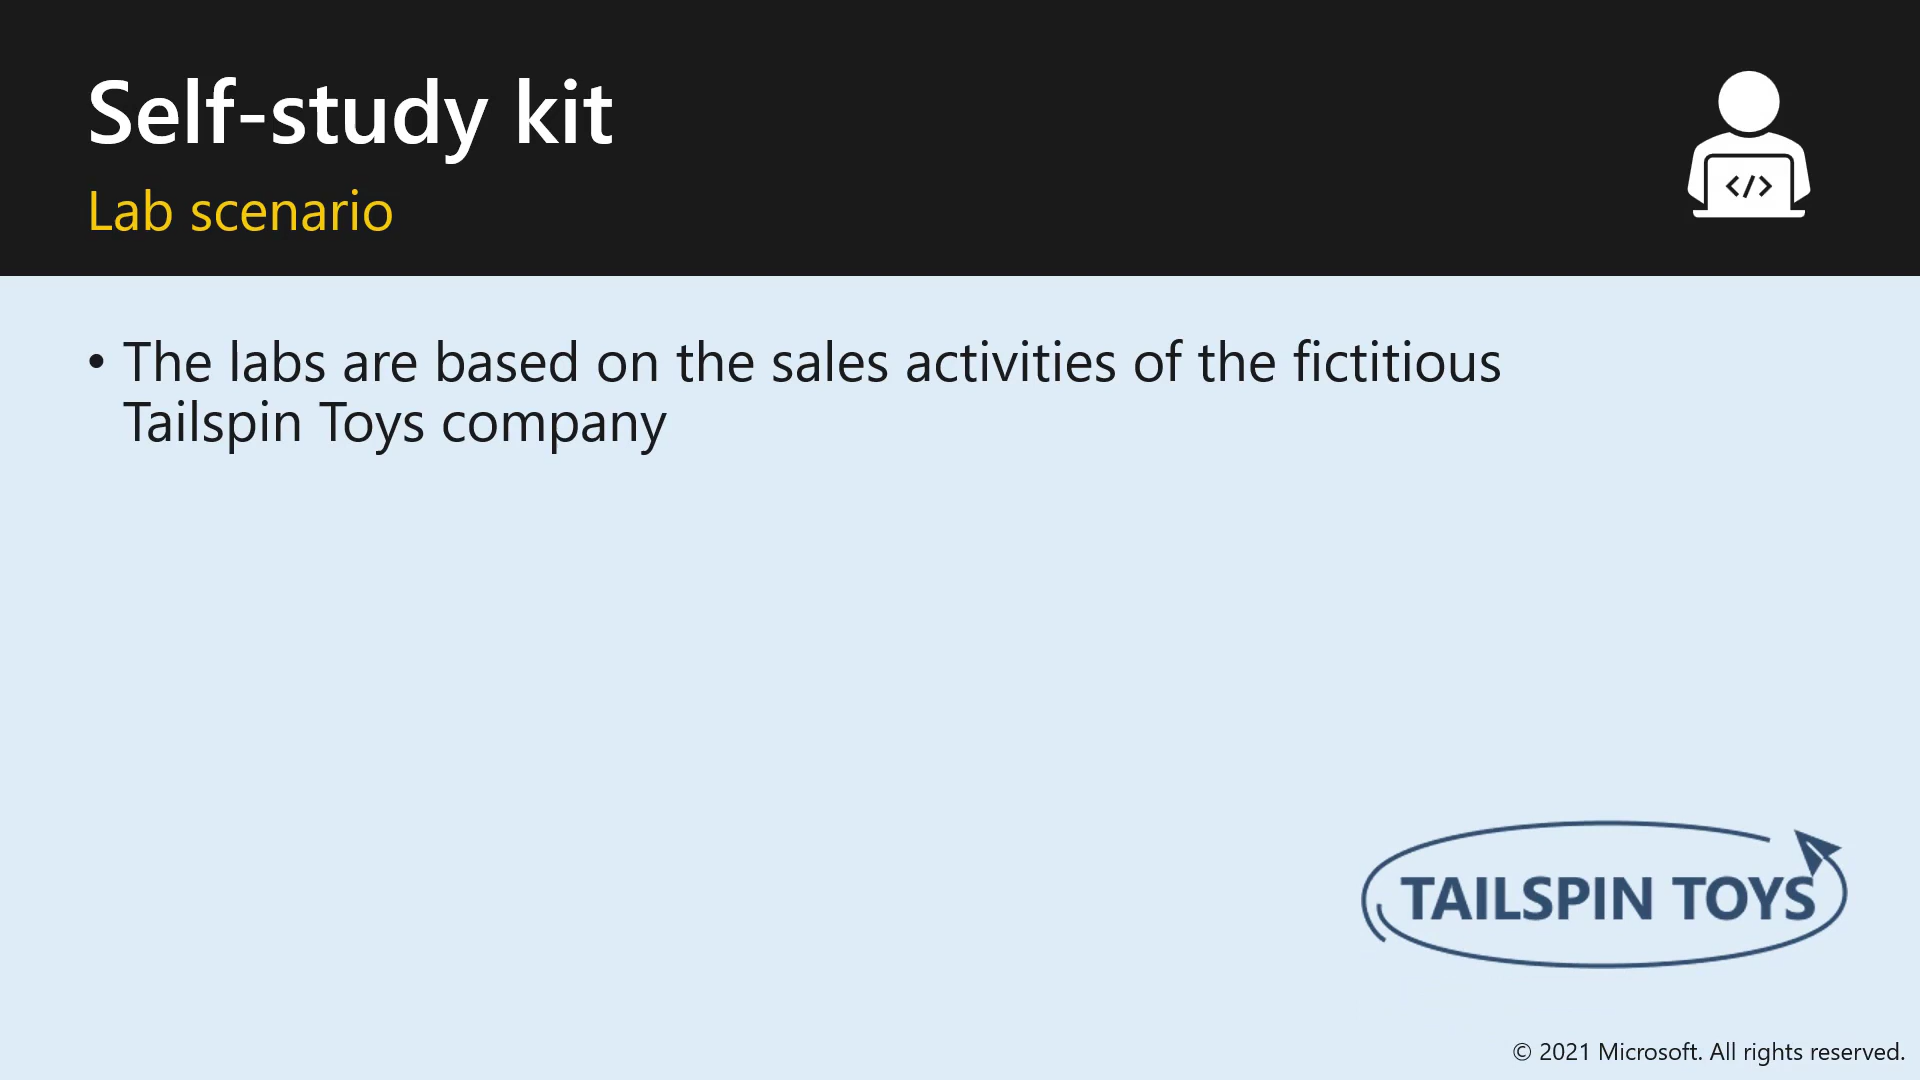 Self-study kit
Lab scenario
</>
• The labs are based on the sales activities of the fictitious
Tailspin Toys company
TAILSPIN TOYS
© 2021 Microsoft. All rights reserved.